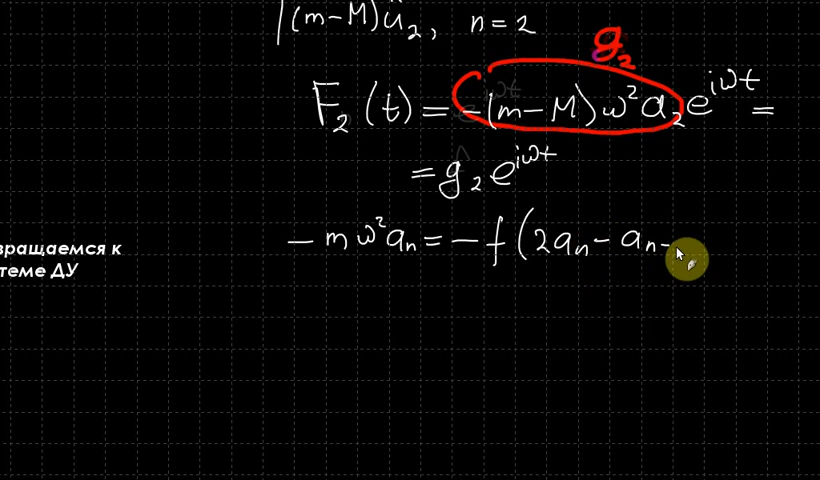 (m-M)ü₂, n=2
g₂
F₂(t) = -(m-M)ω²a₂e^{iωt} =
= g₂e^{iωt}
- mω²aₙ = - f(2aₙ - aₙ-
вращаемся к
теме ДУ